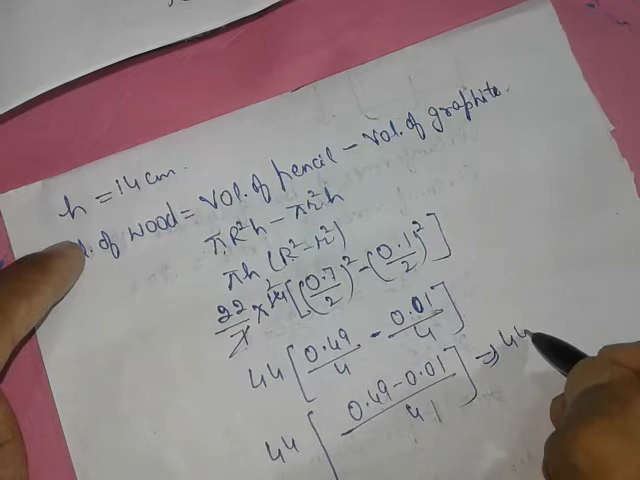 h = 14 cm.
. of wood = Vol. of pencil - Vol. of graphite.
πR²h - πr²h
πh (R² - r²)
22/7 × 14 [(0.7/2)² - (0.1/2)²]
44 [0.49/4 - 0.01/4]
44 [0.49 - 0.01/4] ⇒ 44